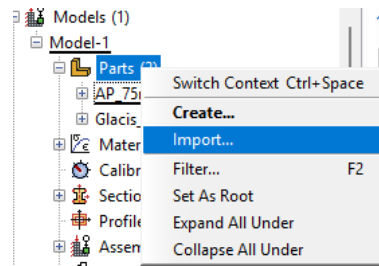 Models (1)
Model-1
Parts (2)
AP_75
Switch Context Ctrl+Space
Create...
Glacis_
Import...
Mater
Calibr
Filter... F2
Sectio
Set As Root
Profile
Expand All Under
Assem
Collapse All Under